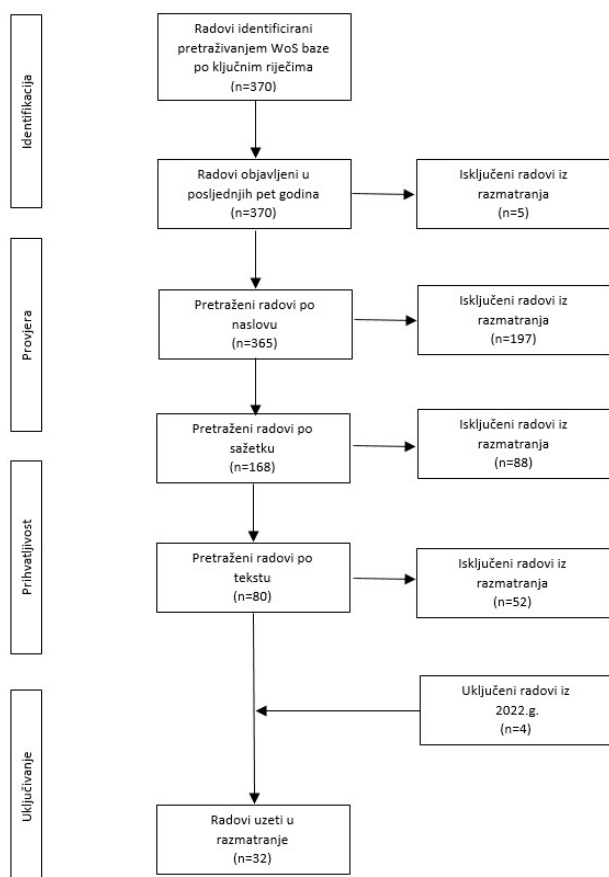 Identifikacija
Radovi identificirani
pretraživanjem WoS baze
po ključnim riječima
(n=370)
Radovi objavljeni u
posljednjih pet godina
(n=370)
Isključeni radovi iz
razmatranja
(n=5)
Provjera
Pretraženi radovi po
naslovu
(n=365)
Isključeni radovi iz
razmatranja
(n=197)
Pretraženi radovi po
sažetku
(n=168)
Isključeni radovi iz
razmatranja
(n=88)
Prihvatljivost
Pretraženi radovi po
tekstu
(n=80)
Isključeni radovi iz
razmatranja
(n=52)
Uključivanje
Uključeni radovi iz
2022.g.
(n=4)
Radovi uzeti u
razmatranje
(n=32)